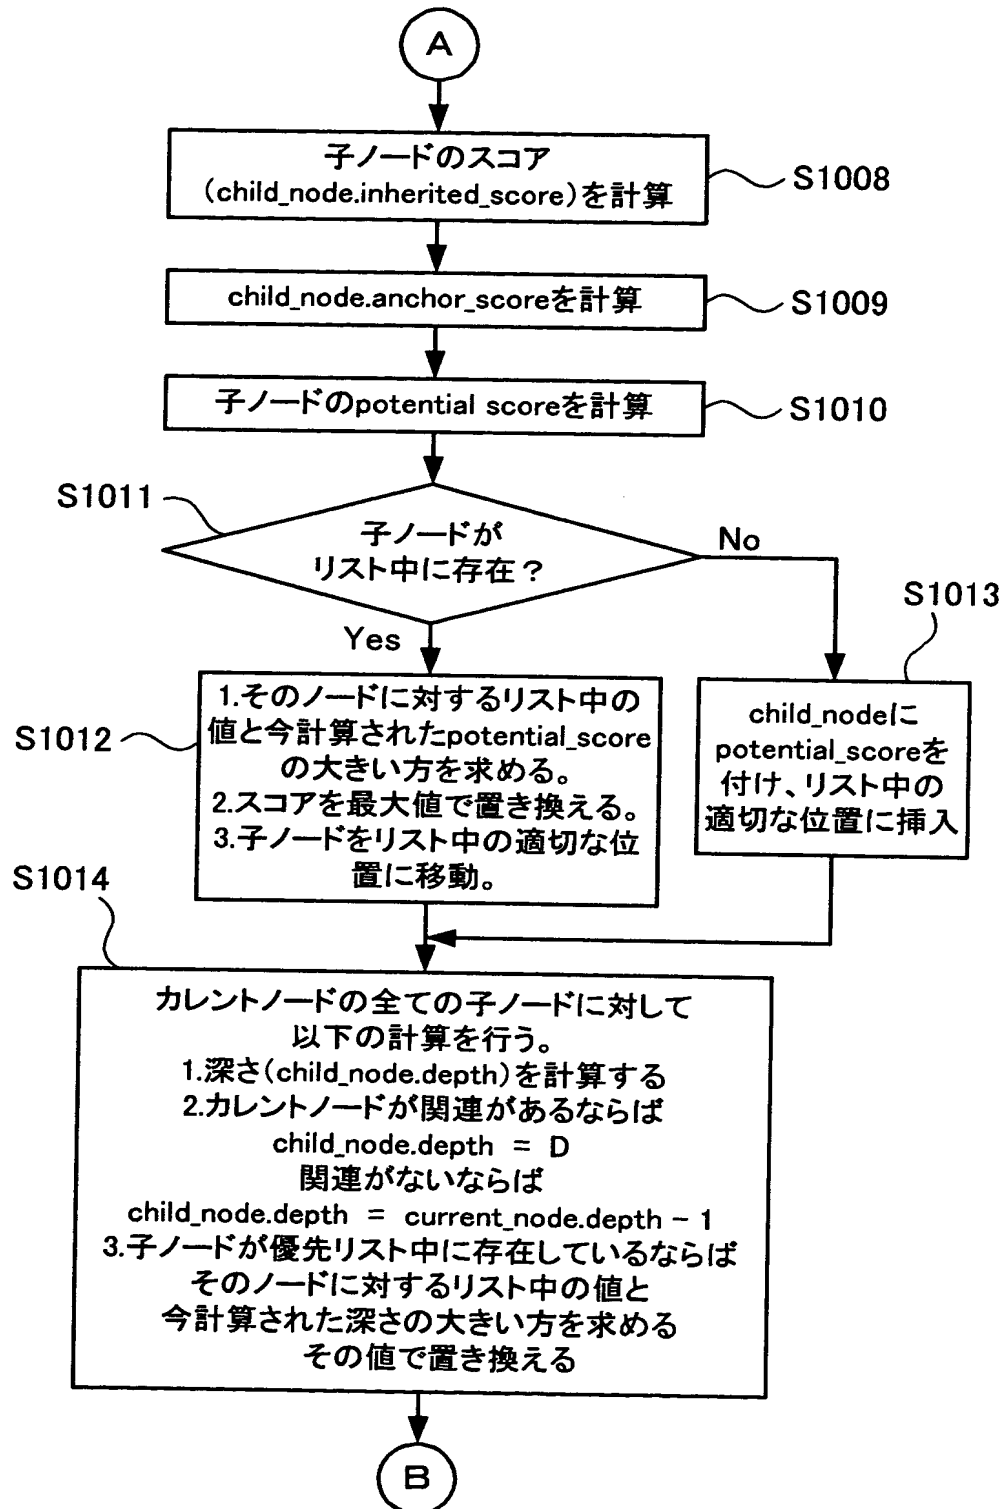 A
子ノードのスコア
(child_node.inherited_score)を計算
S1008
child_node.anchor_scoreを計算
S1009
子ノードのpotential scoreを計算
S1010
S1011
子ノードが
リスト中に存在？
No
Yes
S1013
S1012
1.そのノードに対するリスト中の
値と今計算されたpotential_score
の大きい方を求める。
2.スコアを最大値で置き換える。
3.子ノードをリスト中の適切な位
置に移動。
child_nodeに
potential_scoreを
付け、リスト中の
適切な位置に挿入
S1014
カレントノードの全ての子ノードに対して
以下の計算を行う。
1.深さ(child_node.depth)を計算する
2.カレントノードが関連があるならば
child_node.depth = D
関連がないならば
child_node.depth = current_node.depth - 1
3.子ノードが優先リスト中に存在しているならば
そのノードに対するリスト中の値と
今計算された深さの大きい方を求める
その値で置き換える
B